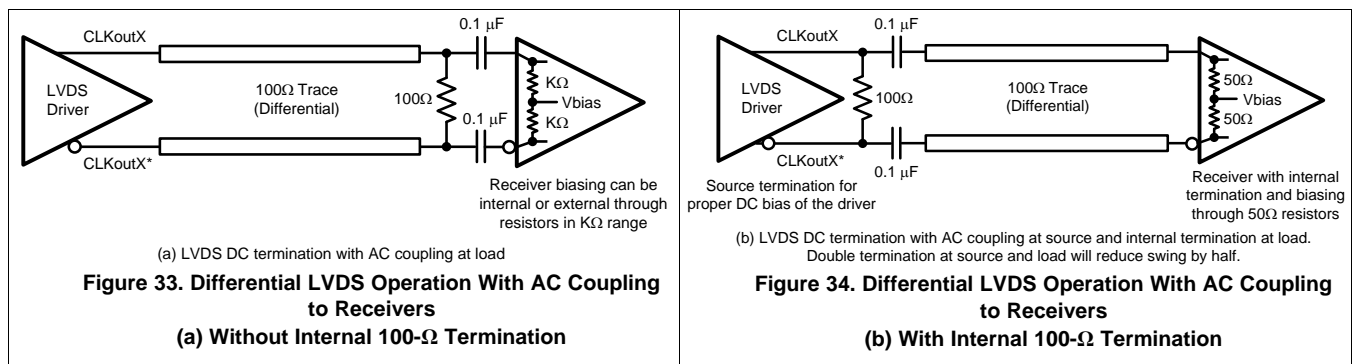 0.1 μF
CLKoutX
LVDS
Driver
100Ω Trace
(Differential)
100Ω
KΩ
Vbias
KΩ
0.1 μF
CLKoutX*
Receiver biasing can be
internal or external through
resistors in KΩ range
(a) LVDS DC termination with AC coupling at load
Figure 33. Differential LVDS Operation With AC Coupling
to Receivers
(a) Without Internal 100-Ω Termination
0.1 μF
CLKoutX
LVDS
Driver
100Ω
100Ω Trace
(Differential)
50Ω
Vbias
50Ω
CLKoutX*
0.1 μF
Source termination for
proper DC bias of the driver
Receiver with internal
termination and biasing
through 50Ω resistors
(b) LVDS DC termination with AC coupling at source and internal termination at load.
Double termination at source and load will reduce swing by half.
Figure 34. Differential LVDS Operation With AC Coupling
to Receivers
(b) With Internal 100-Ω Termination